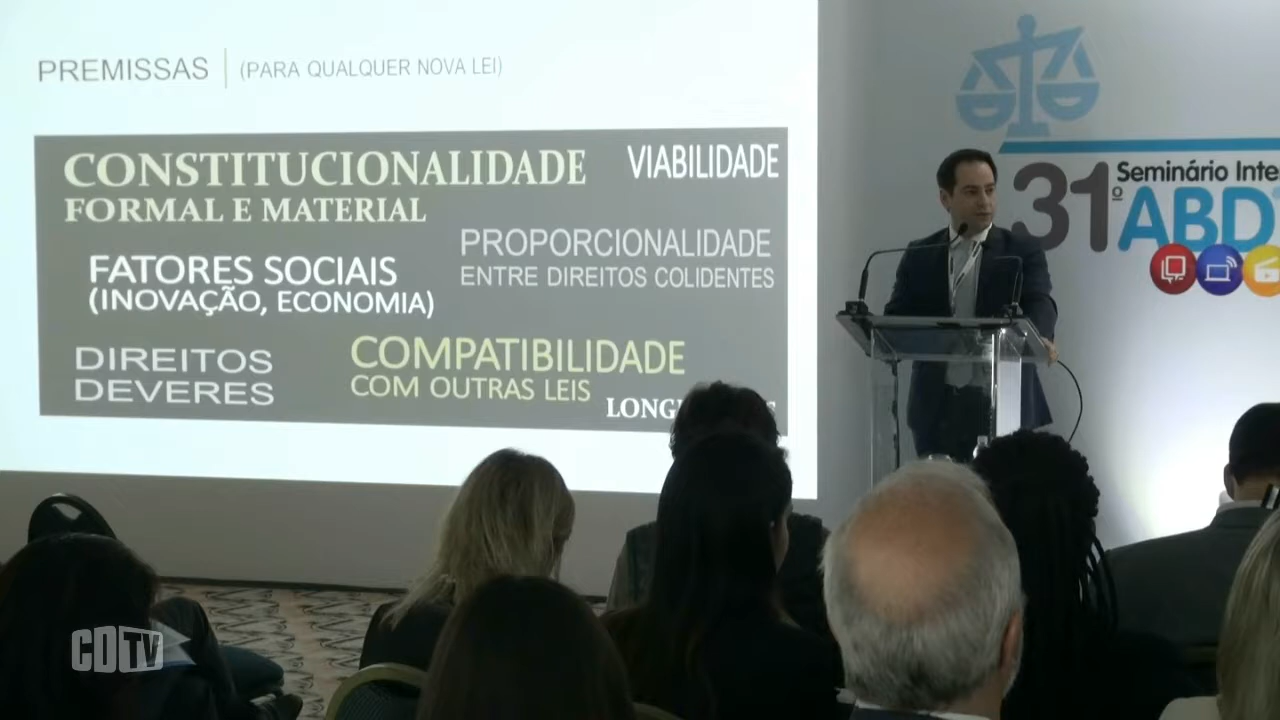 PREMISSAS (PARA QUALQUER NOVA LEI)
CONSTITUCIONALIDADE
FORMAL E MATERIAL
VIABILIDADE
PROPORCIONALIDADE
ENTRE DIREITOS COLIDENTES
FATORES SOCIAIS
(INOVAÇÃO, ECONOMIA)
DIREITOS
DEVERES
COMPATIBILIDADE
COM OUTRAS LEIS
31º Seminário
ABD
CDTV